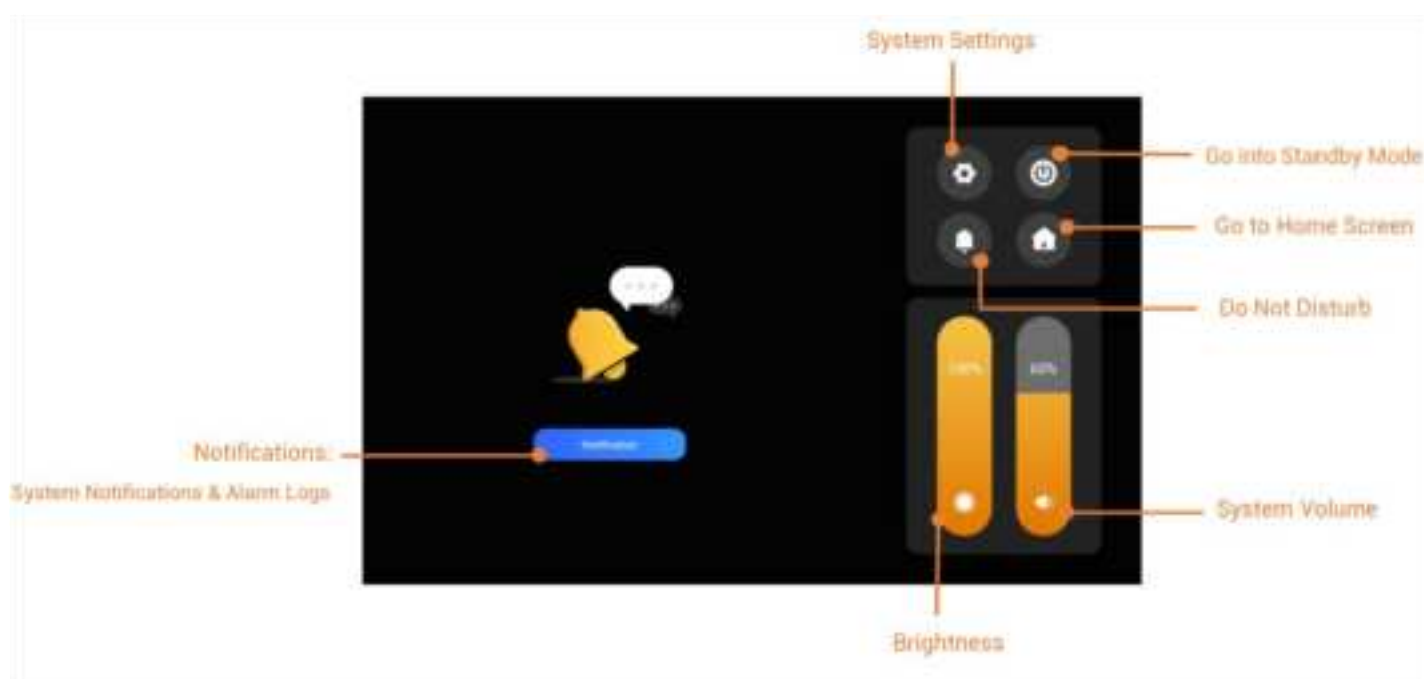 System Settings
Go into Standby Mode
Go to Home Screen
Do Not Disturb
Notifications:
System Notifications & Alarm Logs
Notification
System Volume
Brightness